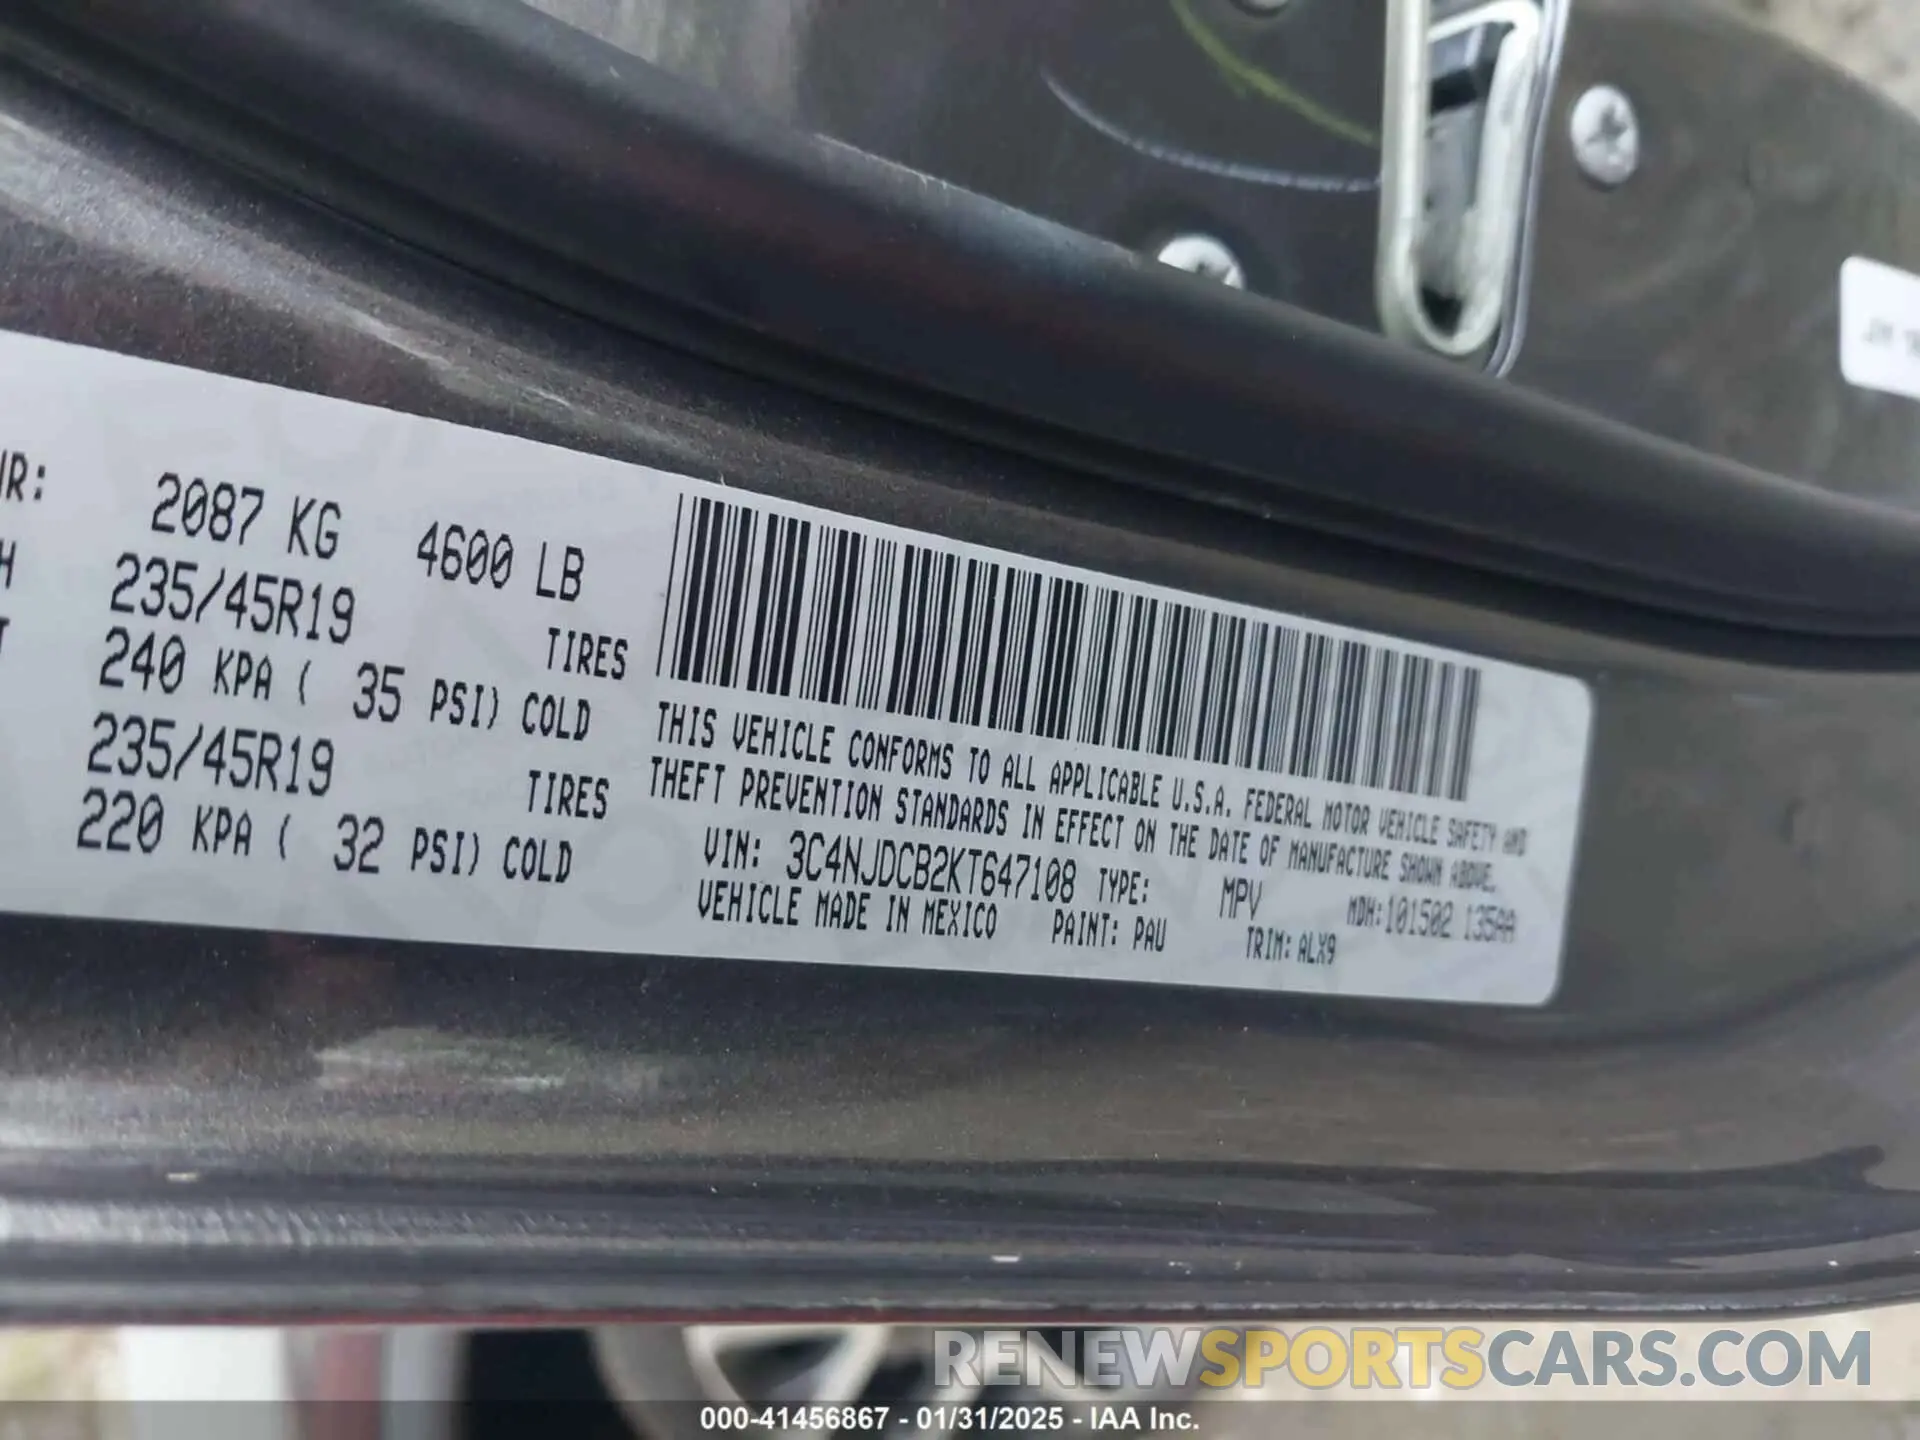 WR: 2087 KG 4600 LB
H 235/45R19 TIRES
T 240 KPA ( 35 PSI) COLD
235/45R19 TIRES
220 KPA ( 32 PSI) COLD
THIS VEHICLE CONFORMS TO ALL APPLICABLE U.S.A. FEDERAL MOTOR VEHICLE SAFETY AND
THEFT PREVENTION STANDARDS IN EFFECT ON THE DATE OF MANUFACTURE SHOWN ABOVE.
VIN: 3C4NJDCB2KT647108 TYPE: MPV MDH:101502 135AA
VEHICLE MADE IN MEXICO PAINT: PAU TRIM: ALX9
RENEWSPORTSCARS.COM
000-41456867 - 01/31/2025 - IAA Inc.